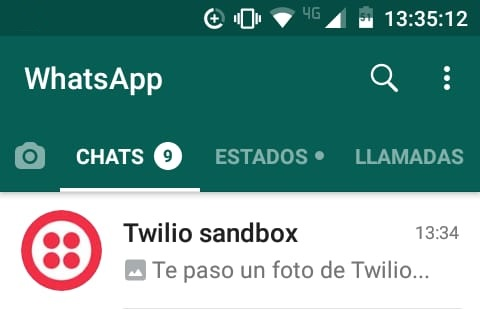 4G 31 13:35:12
WhatsApp
CHATS 9 ESTADOS • LLAMADAS
Twilio sandbox 13:34
Te paso un foto de Twilio...